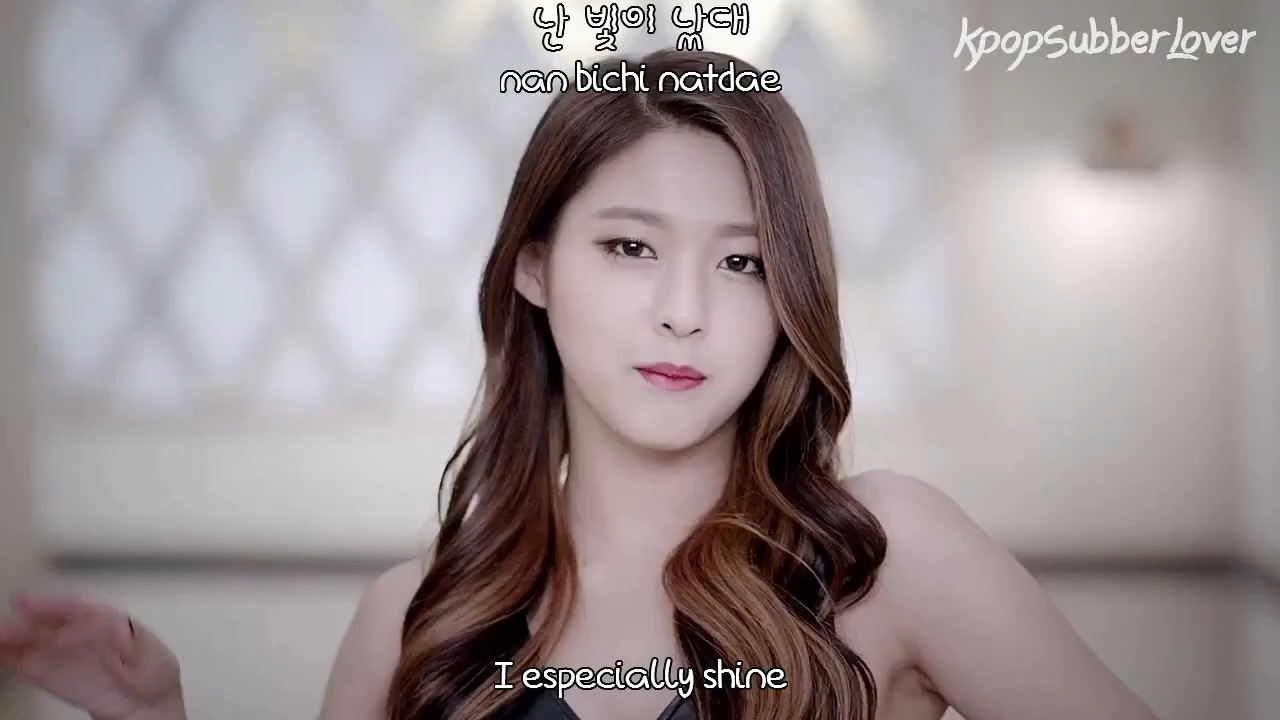 난 빛이 났대
kpopsubberlover
nan bichi natdae
I especially shine